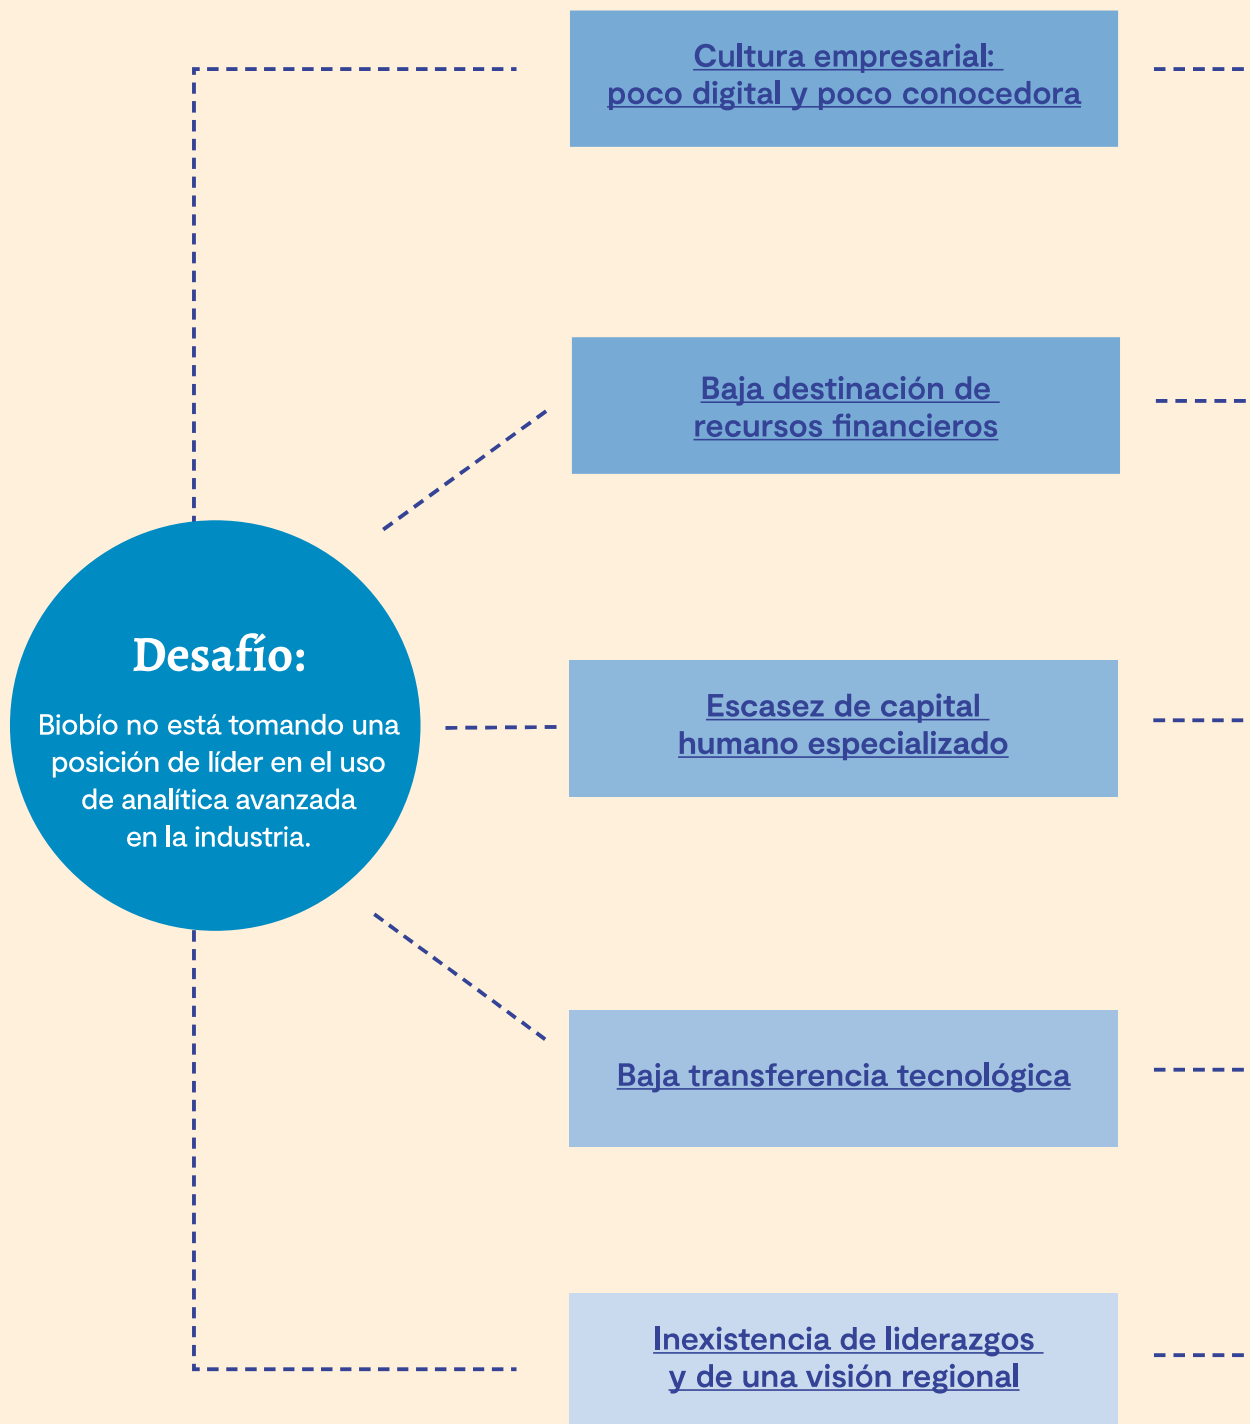 Cultura empresarial:
poco digital y poco conocedora
Baja destinación de
recursos financieros
Desafío:
Biobío no está tomando una
posición de líder en el uso
de analítica avanzada
en la industria.
Escasez de capital
humano especializado
Baja transferencia tecnológica
Inexistencia de liderazgos
y de una visión regional